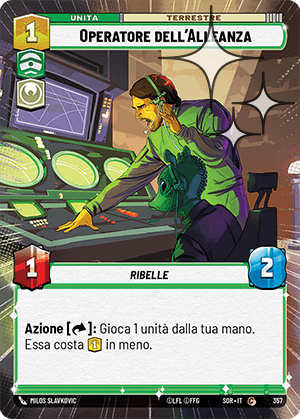 UNITÀ
TERRESTRE
1
OPERATORE DELL'ALLEANZA
1
RIBELLE
2
Azione [ ]: Gioca 1 unità dalla tua mano.
Essa costa 1 in meno.
MILOS SLAVKOVIC
©LFL ©FFG
SOR • IT
C
357